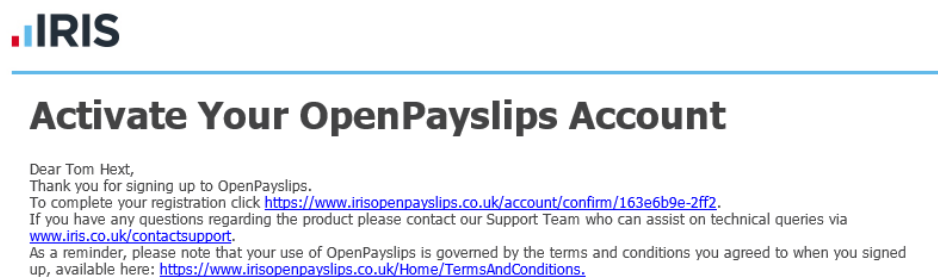 IRIS
Activate Your OpenPayslips Account
Dear Tom Hext,
Thank you for signing up to OpenPayslips.
To complete your registration click https://www.irisopenpayslips.co.uk/account/confirm/163e6b9e-2ff2.
If you have any questions regarding the product please contact our Support Team who can assist on technical queries via
www.iris.co.uk/contactsupport.
As a reminder, please note that your use of OpenPayslips is governed by the terms and conditions you agreed to when you signed
up, available here: https://www.irisopenpayslips.co.uk/Home/TermsAndConditions.